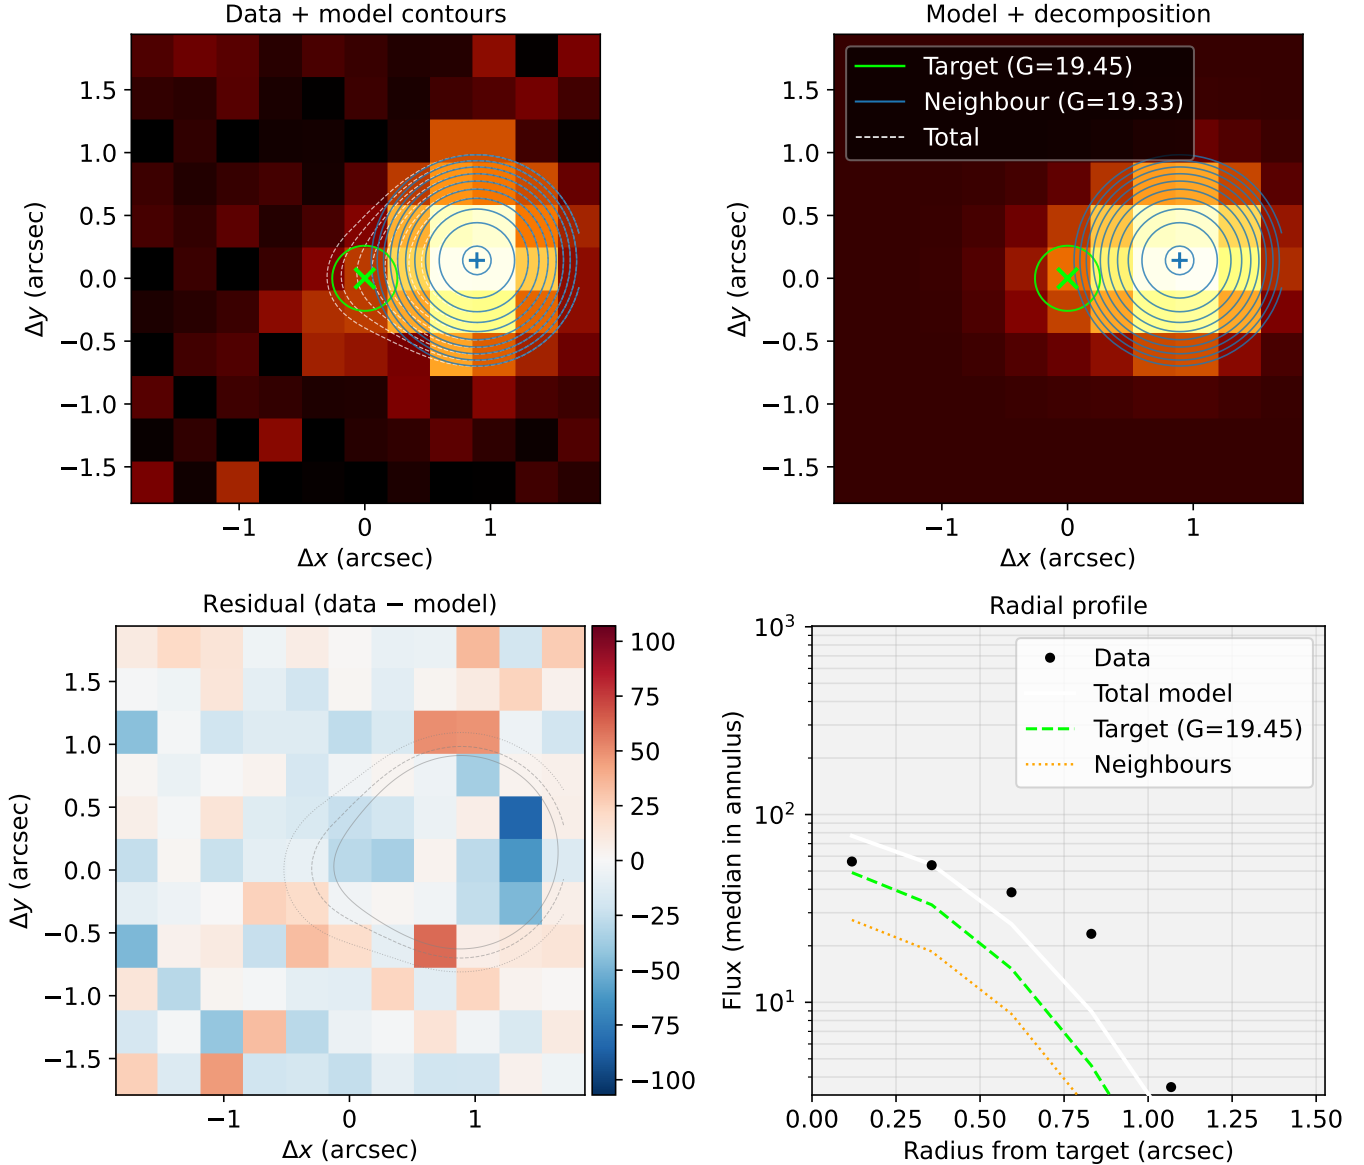 Data + model contours
Δy (arcsec)
1.5
1.0
0.5
0.0
−0.5
−1.0
−1.5
−1
0
1
Δx (arcsec)
Model + decomposition
Target (G=19.45)
Neighbour (G=19.33)
Total
Δy (arcsec)
1.5
1.0
0.5
0.0
−0.5
−1.0
−1.5
−1
0
1
Δx (arcsec)
Residual (data − model)
Δy (arcsec)
1.5
1.0
0.5
0.0
−0.5
−1.0
−1.5
−1
0
1
Δx (arcsec)
100
75
50
25
0
−25
−50
−75
−100
Radial profile
Data
Total model
Target (G=19.45)
Neighbours
Flux (median in annulus)
10³
10²
10¹
0.00
0.25
0.50
0.75
1.00
1.25
1.50
Radius from target (arcsec)